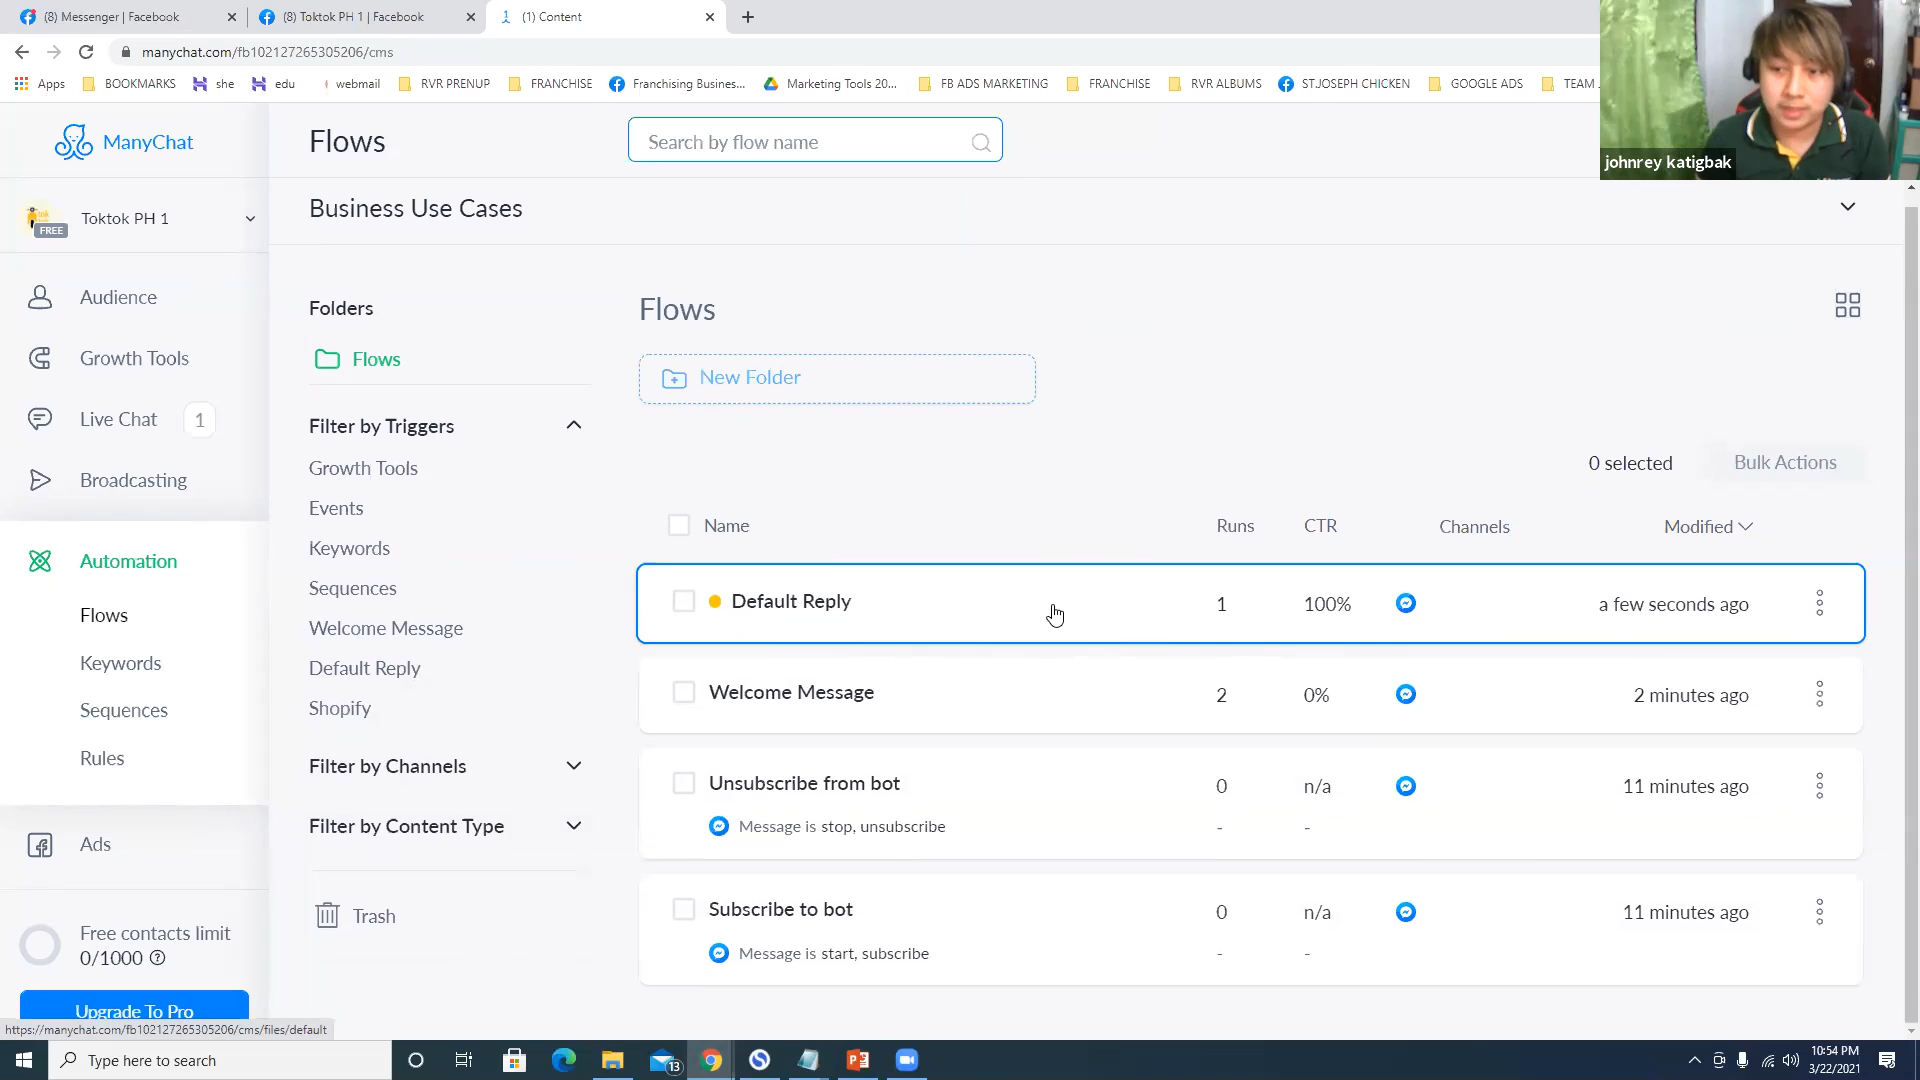 (8) Messenger | Facebook
(8) Toktok PH 1 | Facebook
(1) Content
manychat.com/fb102127265305206/cms
Apps
BOOKMARKS
she
edu
webmail
RVR PRENUP
FRANCHISE
Franchising Busines...
Marketing Tools 20...
FB ADS MARKETING
FRANCHISE
RVR ALBUMS
ST.JOSEPH CHICKEN
GOOGLE ADS
TEAM
johnrey katigbak
ManyChat
Flows
Search by flow name
Toktok PH 1
FREE
Business Use Cases
Audience
Growth Tools
Live Chat 1
Broadcasting
Automation
Flows
Keywords
Sequences
Rules
Ads
Free contacts limit
0/1000
Upgrade To Pro
Folders
Flows
Filter by Triggers
Growth Tools
Events
Keywords
Sequences
Welcome Message
Default Reply
Shopify
Filter by Channels
Filter by Content Type
Trash
Flows
New Folder
0 selected
Bulk Actions
Name Runs CTR Channels Modified
Default Reply 1 100% a few seconds ago
Welcome Message 2 0% 2 minutes ago
Unsubscribe from bot 0 n/a 11 minutes ago
Message is stop, unsubscribe - -
Subscribe to bot 0 n/a 11 minutes ago
Message is start, subscribe - -
https://manychat.com/fb102127265305206/cms/files/default
Type here to search
13
10:54 PM
3/22/2021